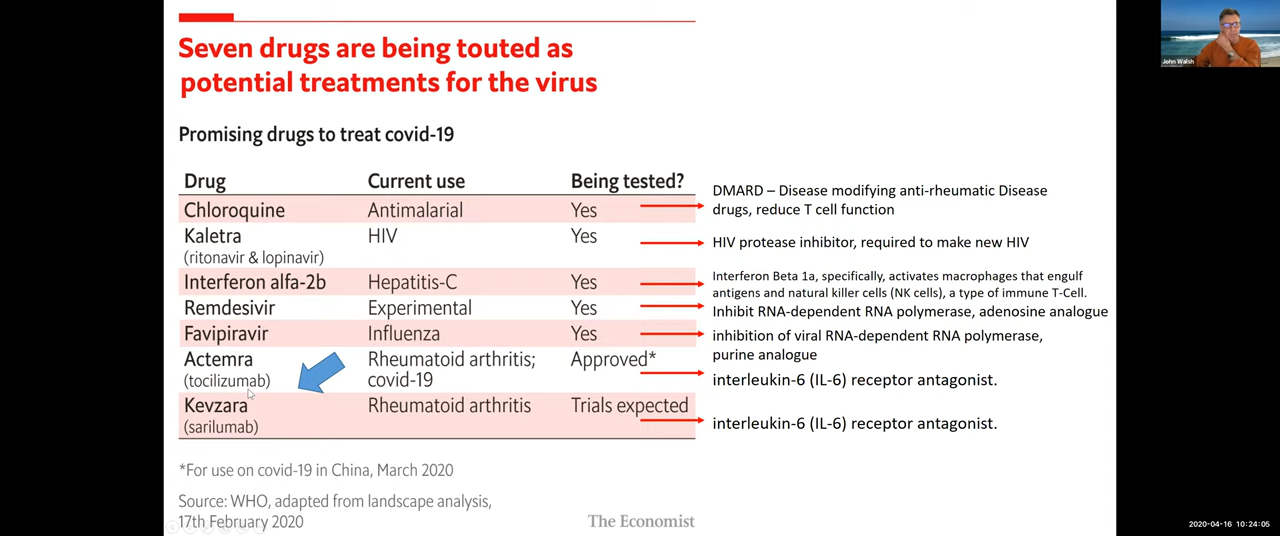 Seven drugs are being touted as
potential treatments for the virus
Promising drugs to treat covid-19
Drug Current use Being tested?
Chloroquine Antimalarial Yes
DMARD – Disease modifying anti-rheumatic Disease
drugs, reduce T cell function
Kaletra HIV Yes
(ritonavir & lopinavir)
HIV protease inhibitor, required to make new HIV
Interferon alfa-2b Hepatitis-C Yes
Interferon Beta 1a, specifically, activates macrophages that engulf
antigens and natural killer cells (NK cells), a type of immune T-Cell.
Remdesivir Experimental Yes
Inhibit RNA-dependent RNA polymerase, adenosine analogue
Favipiravir Influenza Yes
inhibition of viral RNA-dependent RNA polymerase,
purine analogue
Actemra Rheumatoid arthritis; Approved*
(tocilizumab) covid-19
interleukin-6 (IL-6) receptor antagonist.
Kevzara Rheumatoid arthritis Trials expected
(sarilumab)
interleukin-6 (IL-6) receptor antagonist.
*For use on covid-19 in China, March 2020
Source: WHO, adapted from landscape analysis,
17th February 2020
The Economist
John Walsh
2020-04-16 10:24:05